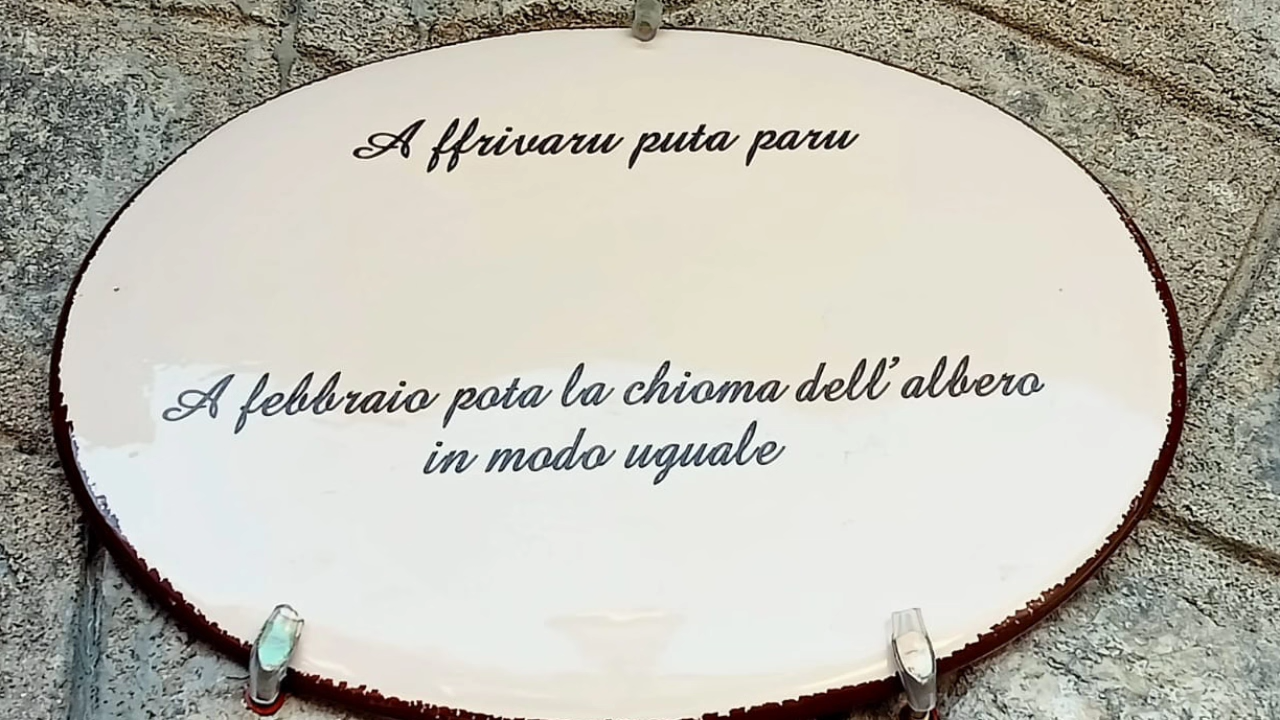 A ffrivaru puta paru
A febbraio pota la chioma dell'albero
in modo uguale